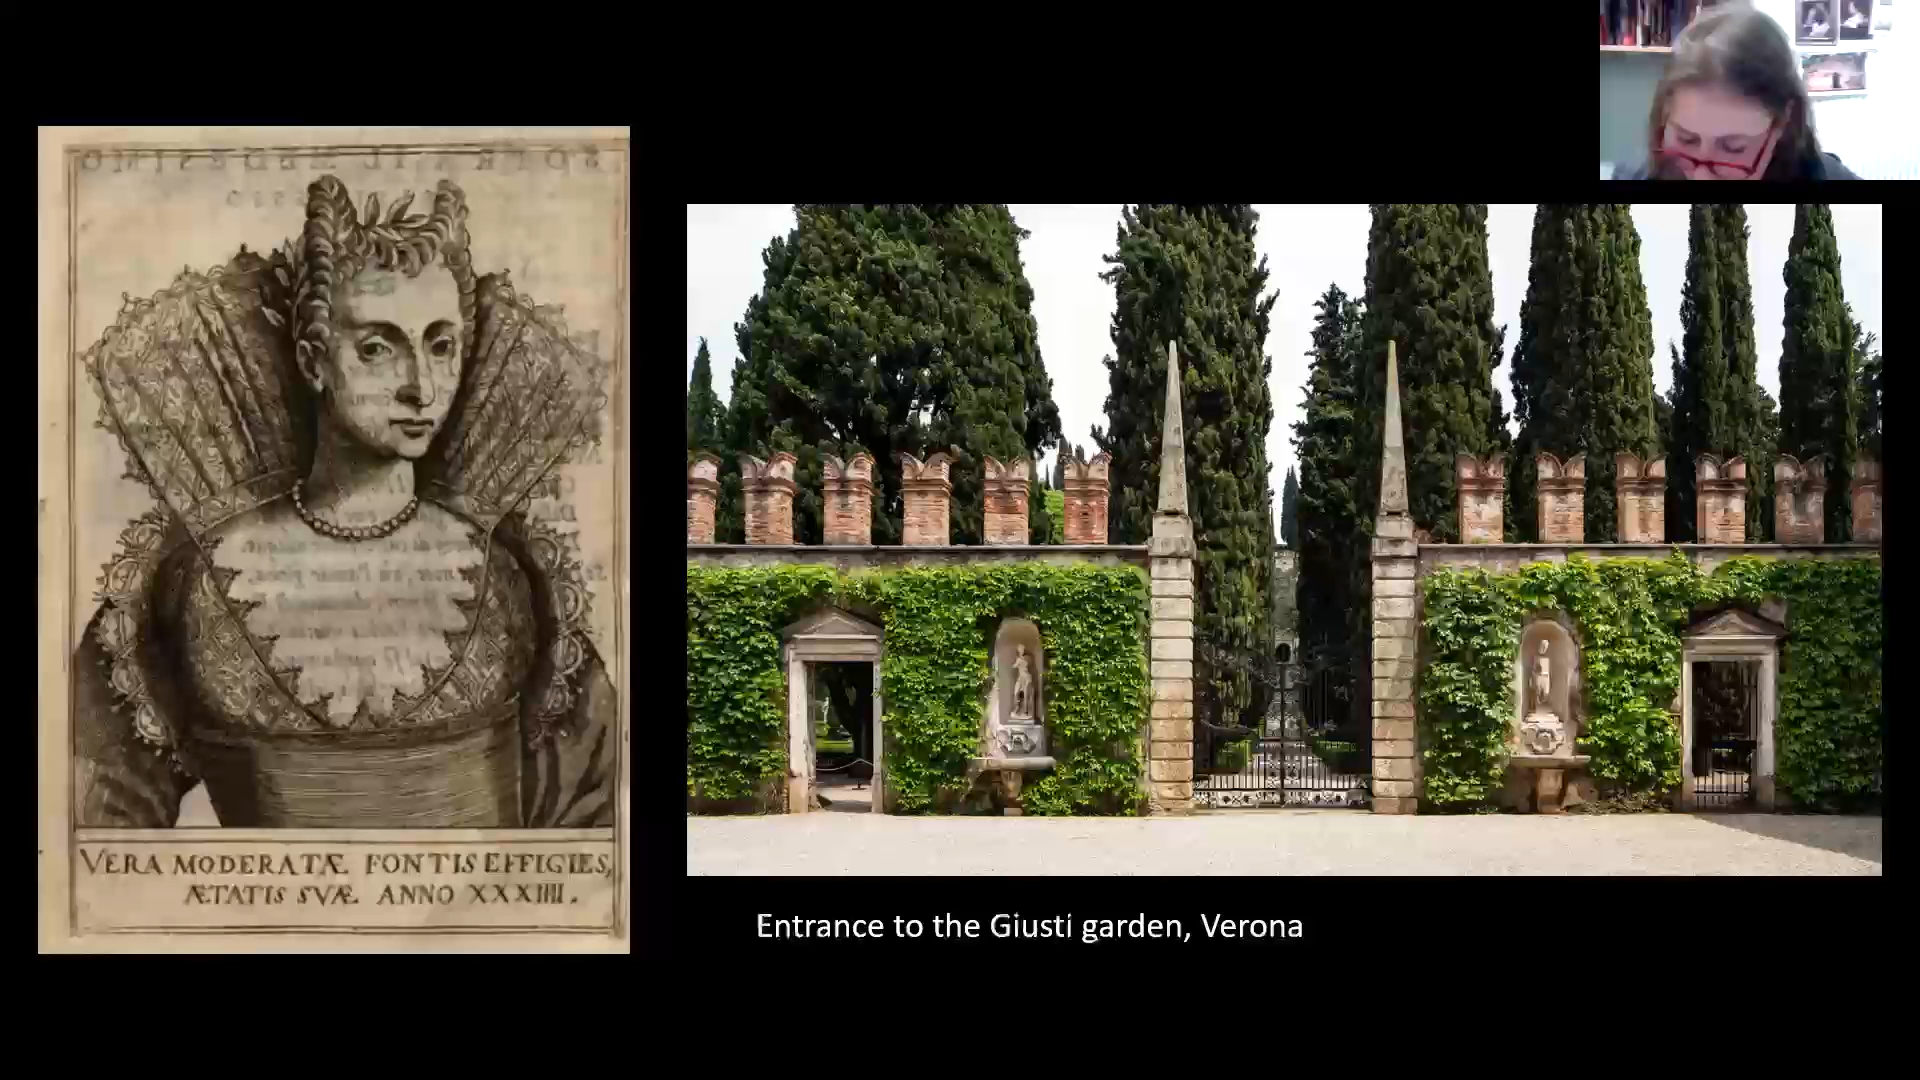 VERA MODERATÆ FONTIS EFFIGIES,
ÆTATIS SVÆ ANNO XXXIIII.
Entrance to the Giusti garden, Verona